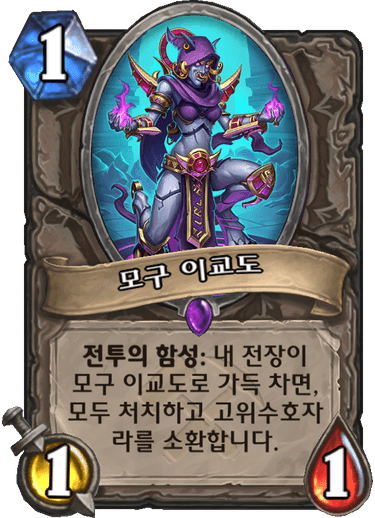 1
모구 이교도
전투의 함성: 내 전장이
모구 이교도로 가득 차면,
모두 처치하고 고위수호자
라를 소환합니다.
1
1